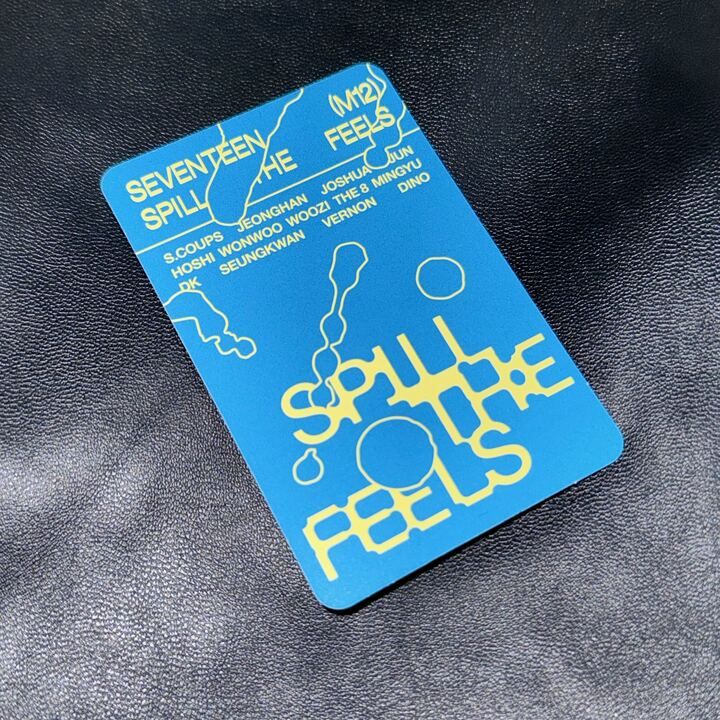 SEVENTEEN (M12)
SPILL THE FEELS
S.COUPS JEONGHAN JOSHUA JUN
HOSHI WONWOO WOOZI THE 8 MINGYU
DK SEUNGKWAN VERNON DINO
SPILL
THE
FEELS